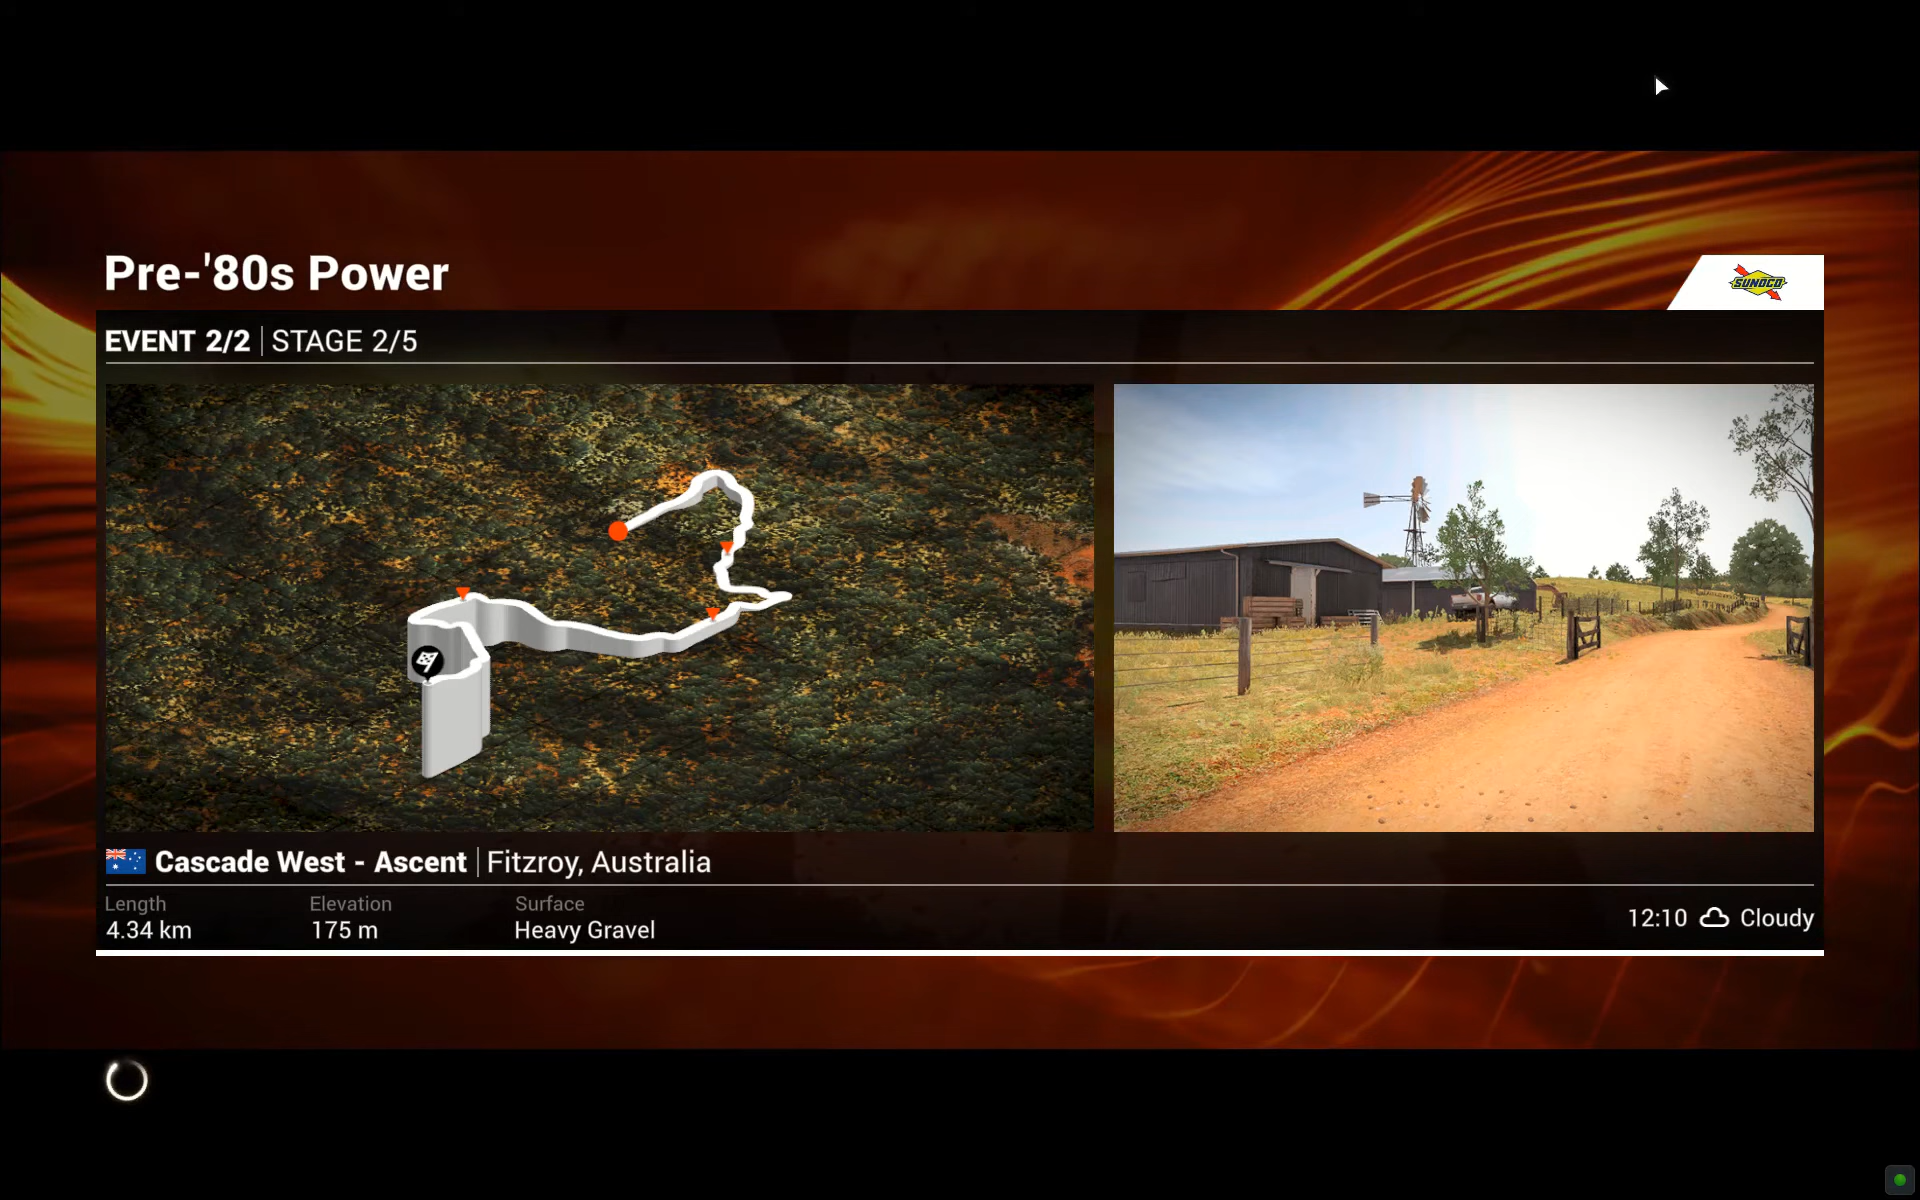 Pre-'80s Power
SUNOCO
EVENT 2/2 | STAGE 2/5
Cascade West - Ascent | Fitzroy, Australia
Length
Elevation
Surface
4.34 km
175 m
Heavy Gravel
12:10
Cloudy